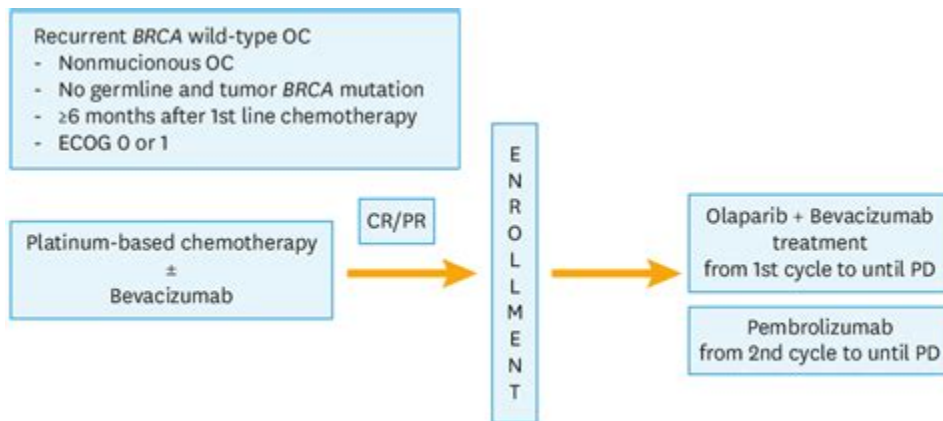 Recurrent BRCA wild-type OC
- Nonmucionous OC
- No germline and tumor BRCA mutation
- ≥6 months after 1st line chemotherapy
- ECOG 0 or 1
Platinum-based chemotherapy
±
Bevacizumab
CR/PR
E
N
R
O
L
L
M
E
N
T
Olaparib + Bevacizumab
treatment
from 1st cycle to until PD
Pembrolizumab
from 2nd cycle to until PD